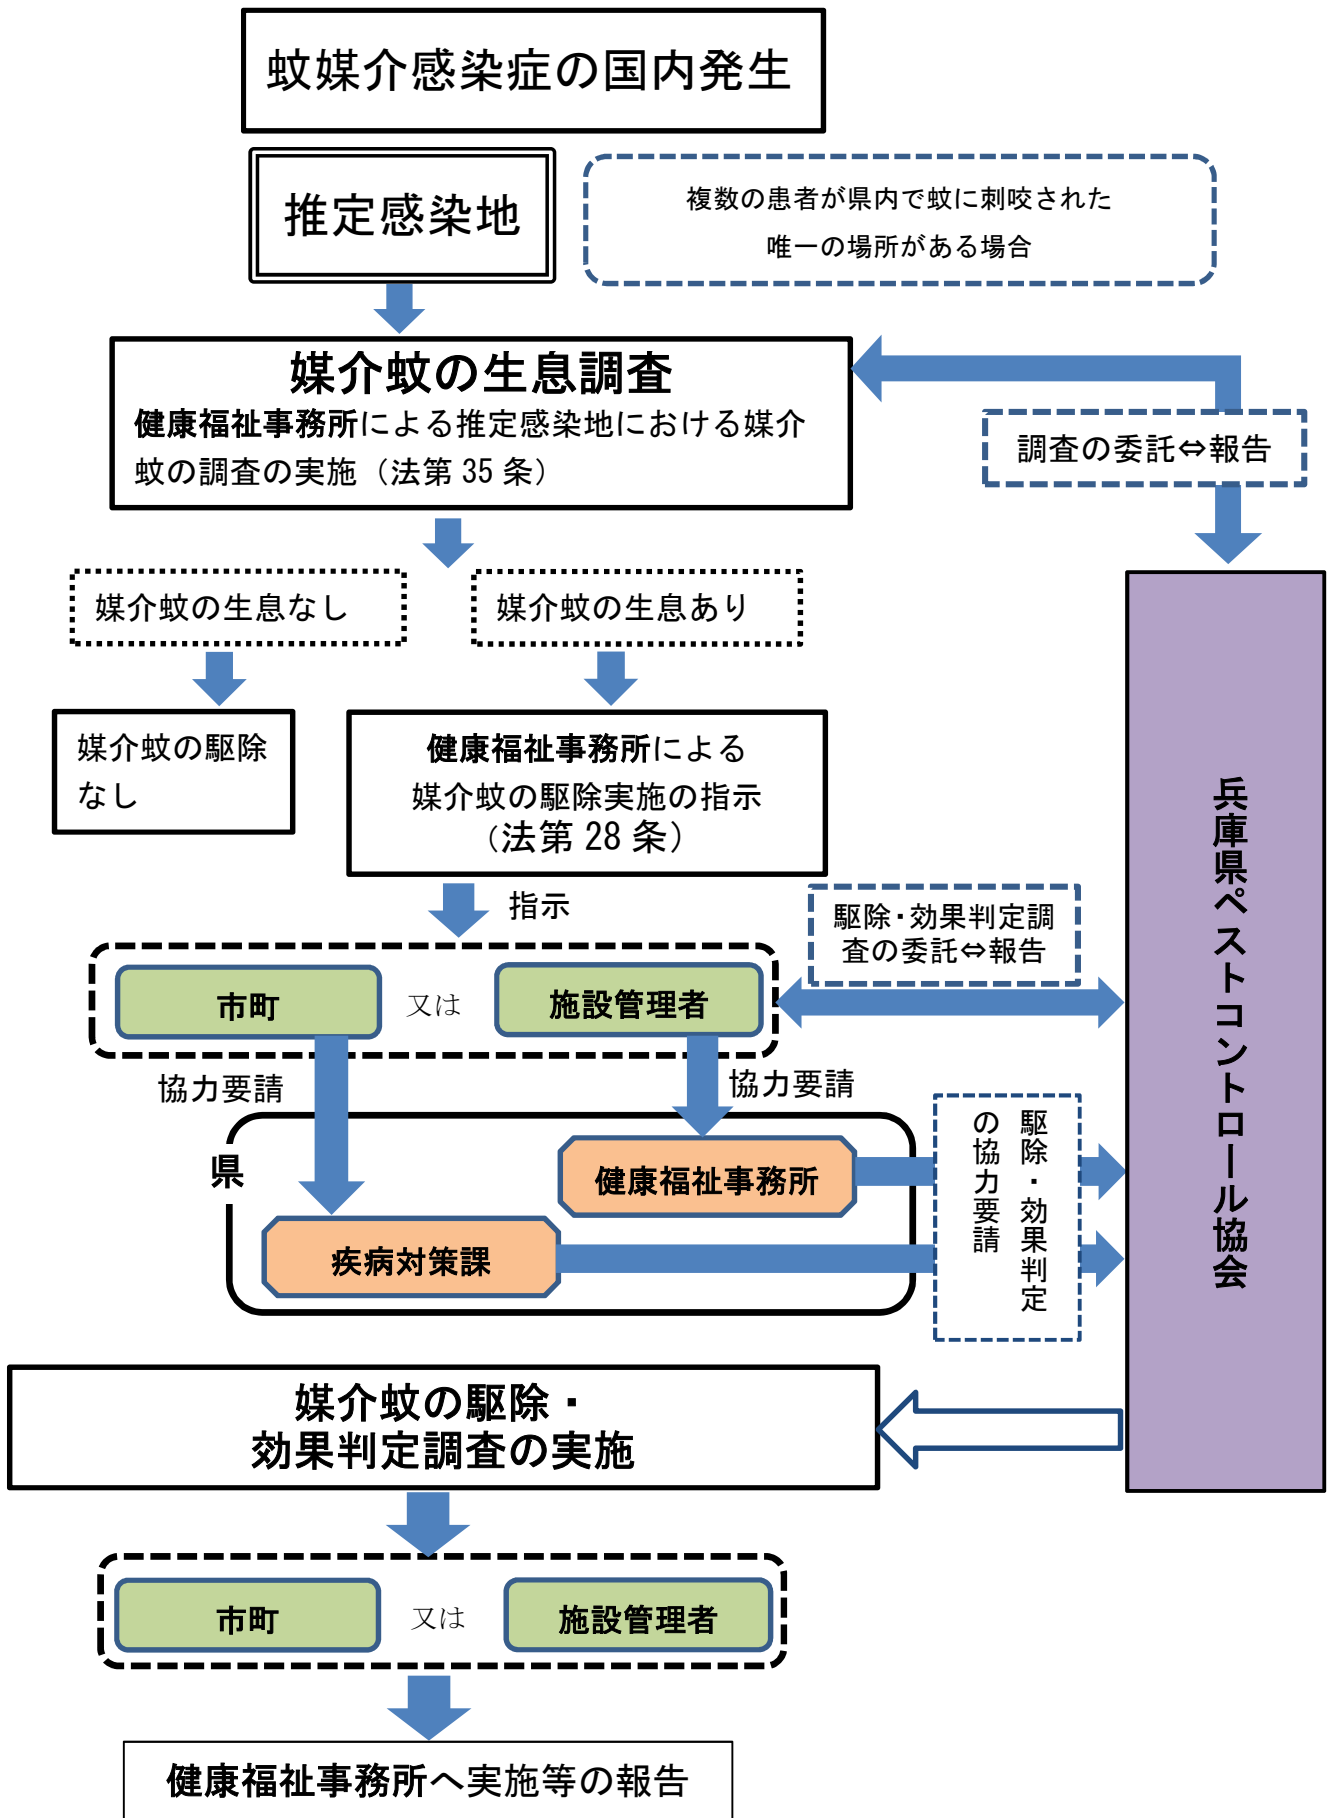 蚊媒介感染症の国内発生
推定感染地
複数の患者が県内で蚊に刺咬された
唯一の場所がある場合
媒介蚊の生息調査
健康福祉事務所による推定感染地における媒介
蚊の調査の実施（法第35条）
調査の委託⇔報告
媒介蚊の生息なし
媒介蚊の生息あり
媒介蚊の駆除
なし
健康福祉事務所による
媒介蚊の駆除実施の指示
（法第28条）
指示
駆除・効果判定調
査の委託⇔報告
市町
又は
施設管理者
協力要請
協力要請
県
健康福祉事務所
疾病対策課
駆除・効果判定
の協力要請
兵庫県ペストコントロール協会
媒介蚊の駆除・
効果判定調査の実施
市町
又は
施設管理者
健康福祉事務所へ実施等の報告